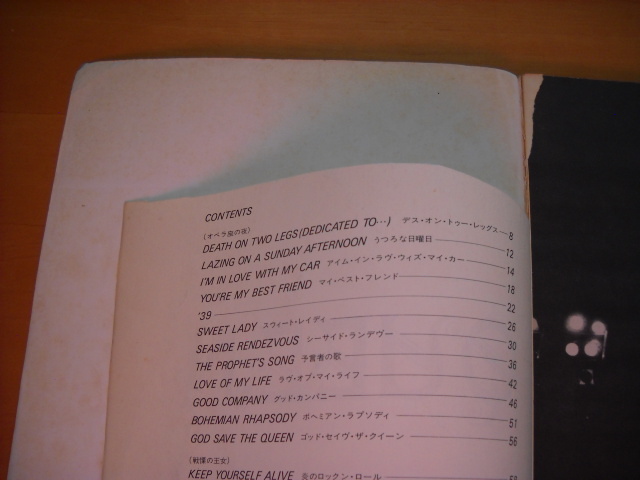 CONTENTS
(オペラ座の夜)
DEATH ON TWO LEGS(DEDICATED TO…) デス・オン・トゥー・レッグス 8
LAZING ON A SUNDAY AFTERNOON うつろな日曜日 12
I'M IN LOVE WITH MY CAR アイム・イン・ラヴ・ウィズ・マイ・カー 14
YOU'RE MY BEST FRIEND マイ・ベスト・フレンド 18
'39 22
SWEET LADY スウィート・レイディ 26
SEASIDE RENDEZVOUS シーサイド・ランデヴー 30
THE PROPHET'S SONG 予言者の歌 36
LOVE OF MY LIFE ラヴ・オブ・マイ・ライフ 42
GOOD COMPANY グッド・カンパニー 46
BOHEMIAN RHAPSODY ボヘミアン・ラプソディ 51
GOD SAVE THE QUEEN ゴッド・セイヴ・ザ・クイーン 56
(戦慄の王女)
KEEP YOURSELF ALIVE 炎のロックン・ロール